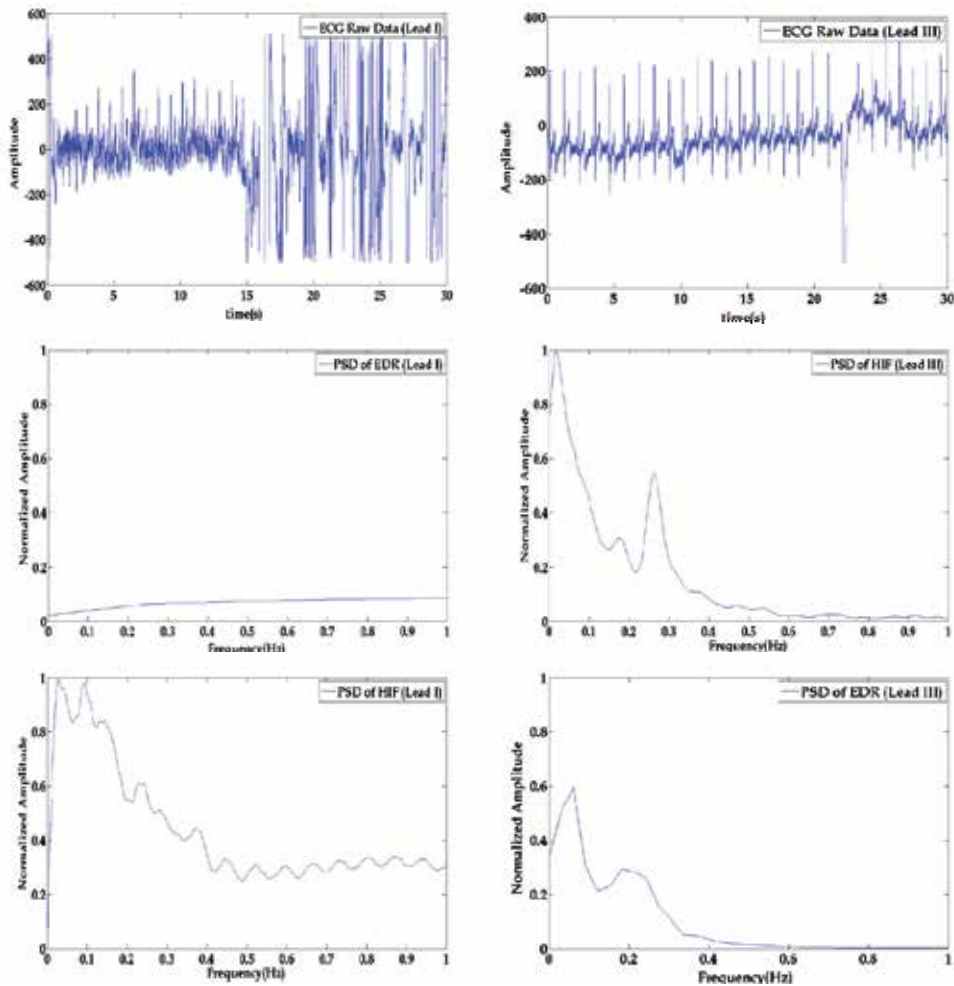 ECG Raw Data (Lead I)
600
400
200
0
-200
-400
-600
Amplitude
0 5 10 15 20 25 30
time(s)
ECG Raw Data (Lead III)
400
200
0
-200
-400
-600
Amplitude
0 5 10 15 20 25 30
time(s)
PSD of EDR (Lead I)
1
0.8
0.6
0.4
0.2
0
Normalized Amplitude
0 0.1 0.2 0.3 0.4 0.5 0.6 0.7 0.8 0.9 1
Frequency(Hz)
PSD of HIF (Lead III)
1
0.8
0.6
0.4
0.2
0
Normalized Amplitude
0 0.1 0.2 0.3 0.4 0.5 0.6 0.7 0.8 0.9 1
Frequency(Hz)
PSD of HIF (Lead I)
1
0.8
0.6
0.4
0.2
0
Normalized Amplitude
0 0.1 0.2 0.3 0.4 0.5 0.6 0.7 0.8 0.9 1
Frequency(Hz)
PSD of EDR (Lead III)
1
0.8
0.6
0.4
0.2
0
Normalized Amplitude
0 0.2 0.4 0.6 0.8 1
Frequency(Hz)